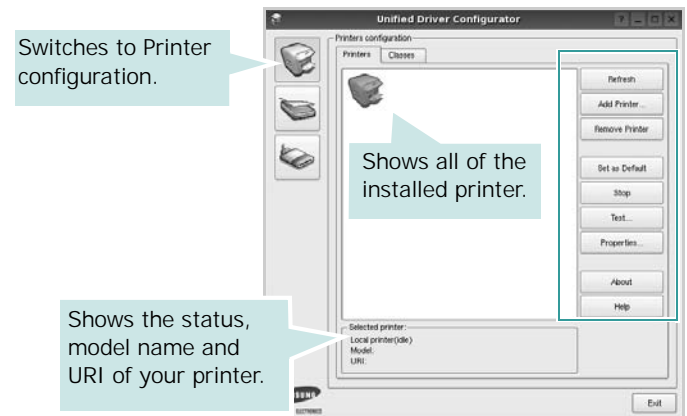 Unified Driver Configurator
Switches to Printer
configuration.
Printers configuration
Printers Classes
Refresh
Add Printer...
Remove Printer
Set as Default
Stop
Test...
Properties...
About
Help
Shows all of the
installed printer.
Shows the status,
model name and
URI of your printer.
Selected printer:
Local printer(idle)
Model:
URI:
ELECTRONICS
Exit